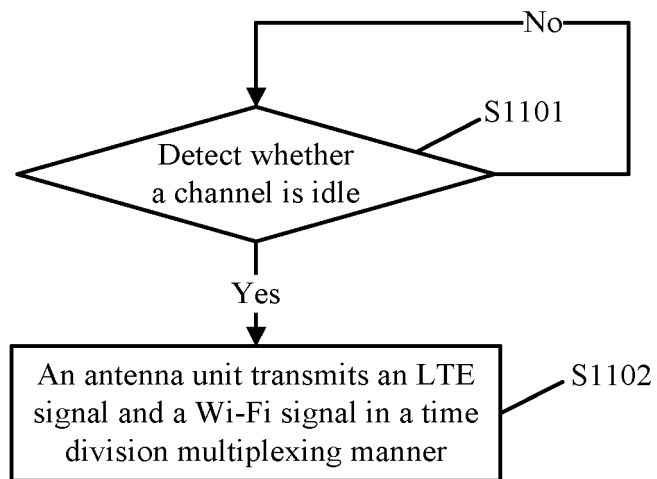 No
S1101
Detect whether
a channel is idle
Yes
An antenna unit transmits an LTE
signal and a Wi-Fi signal in a time
division multiplexing manner
S1102